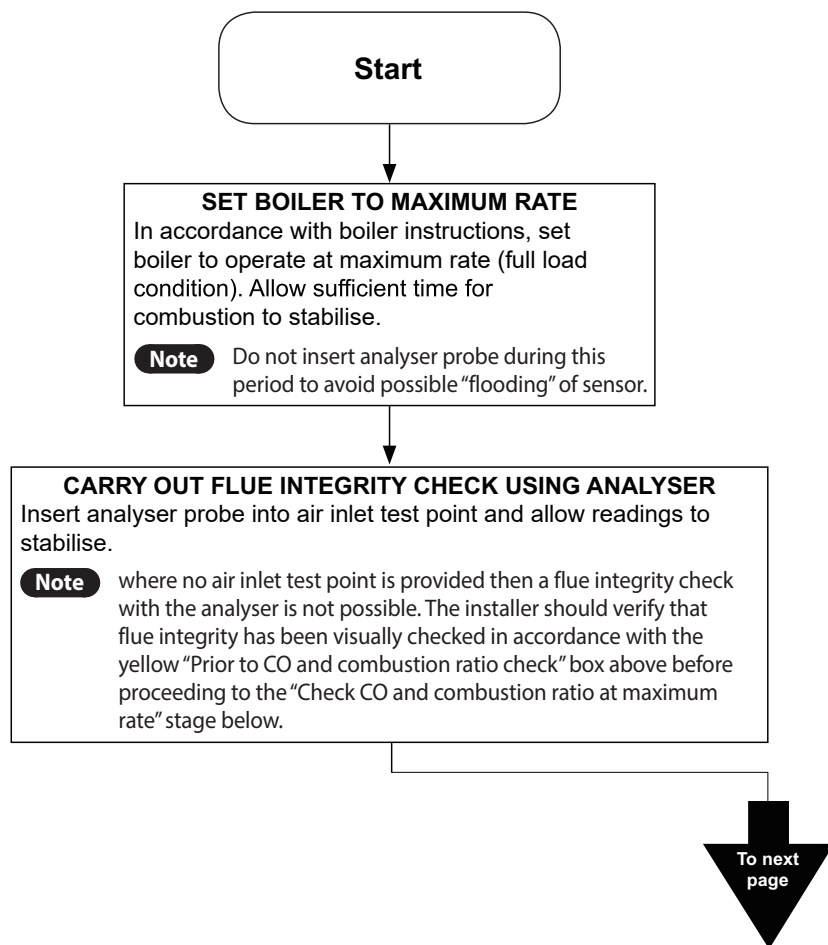 Start
SET BOILER TO MAXIMUM RATE
In accordance with boiler instructions, set
boiler to operate at maximum rate (full load
condition). Allow sufficient time for
combustion to stabilise.
Note Do not insert analyser probe during this
period to avoid possible “flooding” of sensor.
CARRY OUT FLUE INTEGRITY CHECK USING ANALYSER
Insert analyser probe into air inlet test point and allow readings to
stabilise.
Note where no air inlet test point is provided then a flue integrity check
with the analyser is not possible. The installer should verify that
flue integrity has been visually checked in accordance with the
yellow “Prior to CO and combustion ratio check” box above before
proceeding to the “Check CO and combustion ratio at maximum
rate” stage below.
To next
page